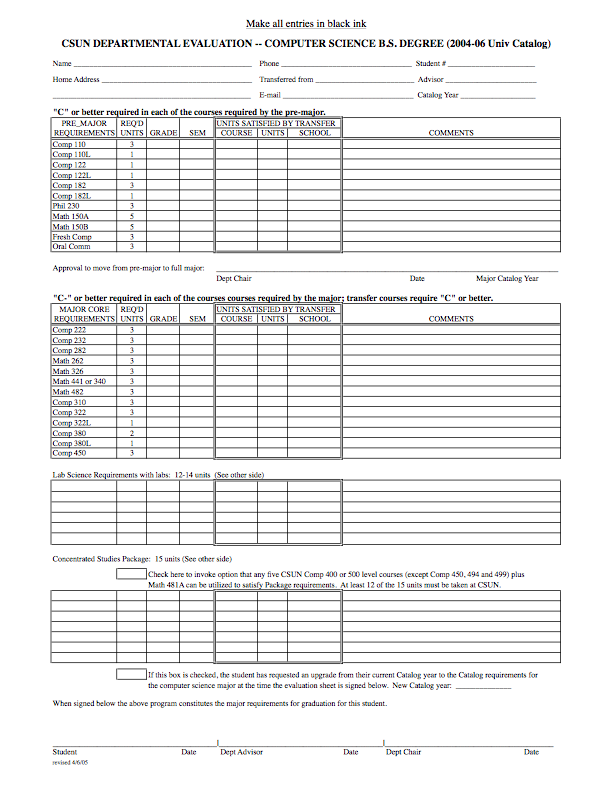 Make all entries in black ink
CSUN DEPARTMENTAL EVALUATION -- COMPUTER SCIENCE B.S. DEGREE (2004-06 Univ Catalog)
Name Phone Student #
Home Address Transferred from Advisor
E-mail Catalog Year
"C" or better required in each of the courses required by the pre-major.
PRE_MAJOR REQ'D UNITS SATISFIED BY TRANSFER
REQUIREMENTS UNITS GRADE SEM COURSE UNITS SCHOOL COMMENTS
Comp 110 3
Comp 110L 1
Comp 122 1
Comp 122L 1
Comp 182 3
Comp 182L 1
Phil 230 3
Math 150A 5
Math 150B 5
Fresh Comp 3
Oral Comm 3
Approval to move from pre-major to full major:
Dept Chair Date Major Catalog Year
"C-" or better required in each of the courses courses required by the major; transfer courses require "C" or better.
MAJOR CORE REQ'D UNITS SATISFIED BY TRANSFER
REQUIREMENTS UNITS GRADE SEM COURSE UNITS SCHOOL COMMENTS
Comp 222 3
Comp 232 3
Comp 282 3
Math 262 3
Math 326 3
Math 441 or 340 3
Math 482 3
Comp 310 3
Comp 322 3
Comp 322L 1
Comp 380 2
Comp 380L 1
Comp 450 3
Lab Science Requirements with labs: 12-14 units (See other side)
Concentrated Studies Package: 15 units (See other side)
Check here to invoke option that any five CSUN Comp 400 or 500 level courses (except Comp 450, 494 and 499) plus
Math 481A can be utilized to satisfy Package requirements. At least 12 of the 15 units must be taken at CSUN.
If this box is checked, the student has requested an upgrade from their current Catalog year to the Catalog requirements for
the computer science major at the time the evaluation sheet is signed below. New Catalog year:
When signed below the above program constitutes the major requirements for graduation for this student.
Student Date Dept Advisor Date Dept Chair Date
revised 4/6/05